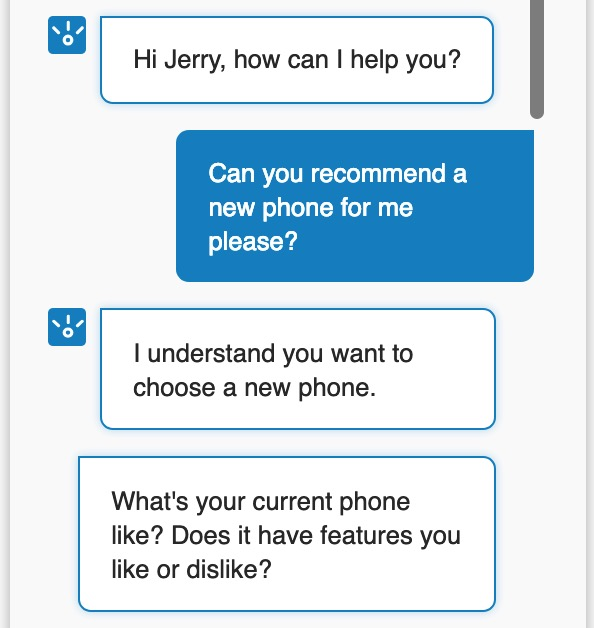 Hi Jerry, how can I help you?
Can you recommend a
new phone for me
please?
I understand you want to
choose a new phone.
What's your current phone
like? Does it have features you
like or dislike?